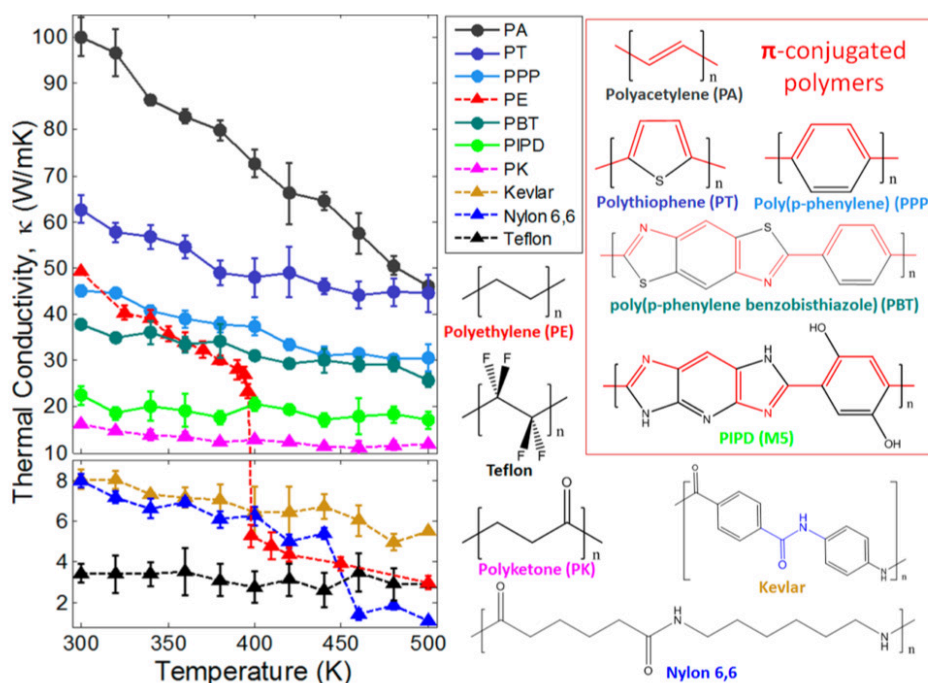 Thermal Conductivity, κ (W/mK)
100
90
80
70
60
50
40
30
20
10
8
6
4
2
300
350
400
450
500
Temperature (K)
PA
PT
PPP
PE
PBT
PIPD
PK
Kevlar
Nylon 6,6
Teflon
n
Polyethylene (PE)
F
F
F
F
n
Teflon
O
n
Polyketone (PK)
n
Polyacetylene (PA)
π-conjugated
polymers
S
n
Polythiophene (PT)
n
Poly(p-phenylene) (PPP
N
S
S
N
n
poly(p-phenylene benzobisthiazole) (PBT)
N
H
N
HO
N
H
N
N
OH
n
PIPD (M5)
O
H
N
O
NH
n
Kevlar
O
H
N
O
N
H
n
Nylon 6,6